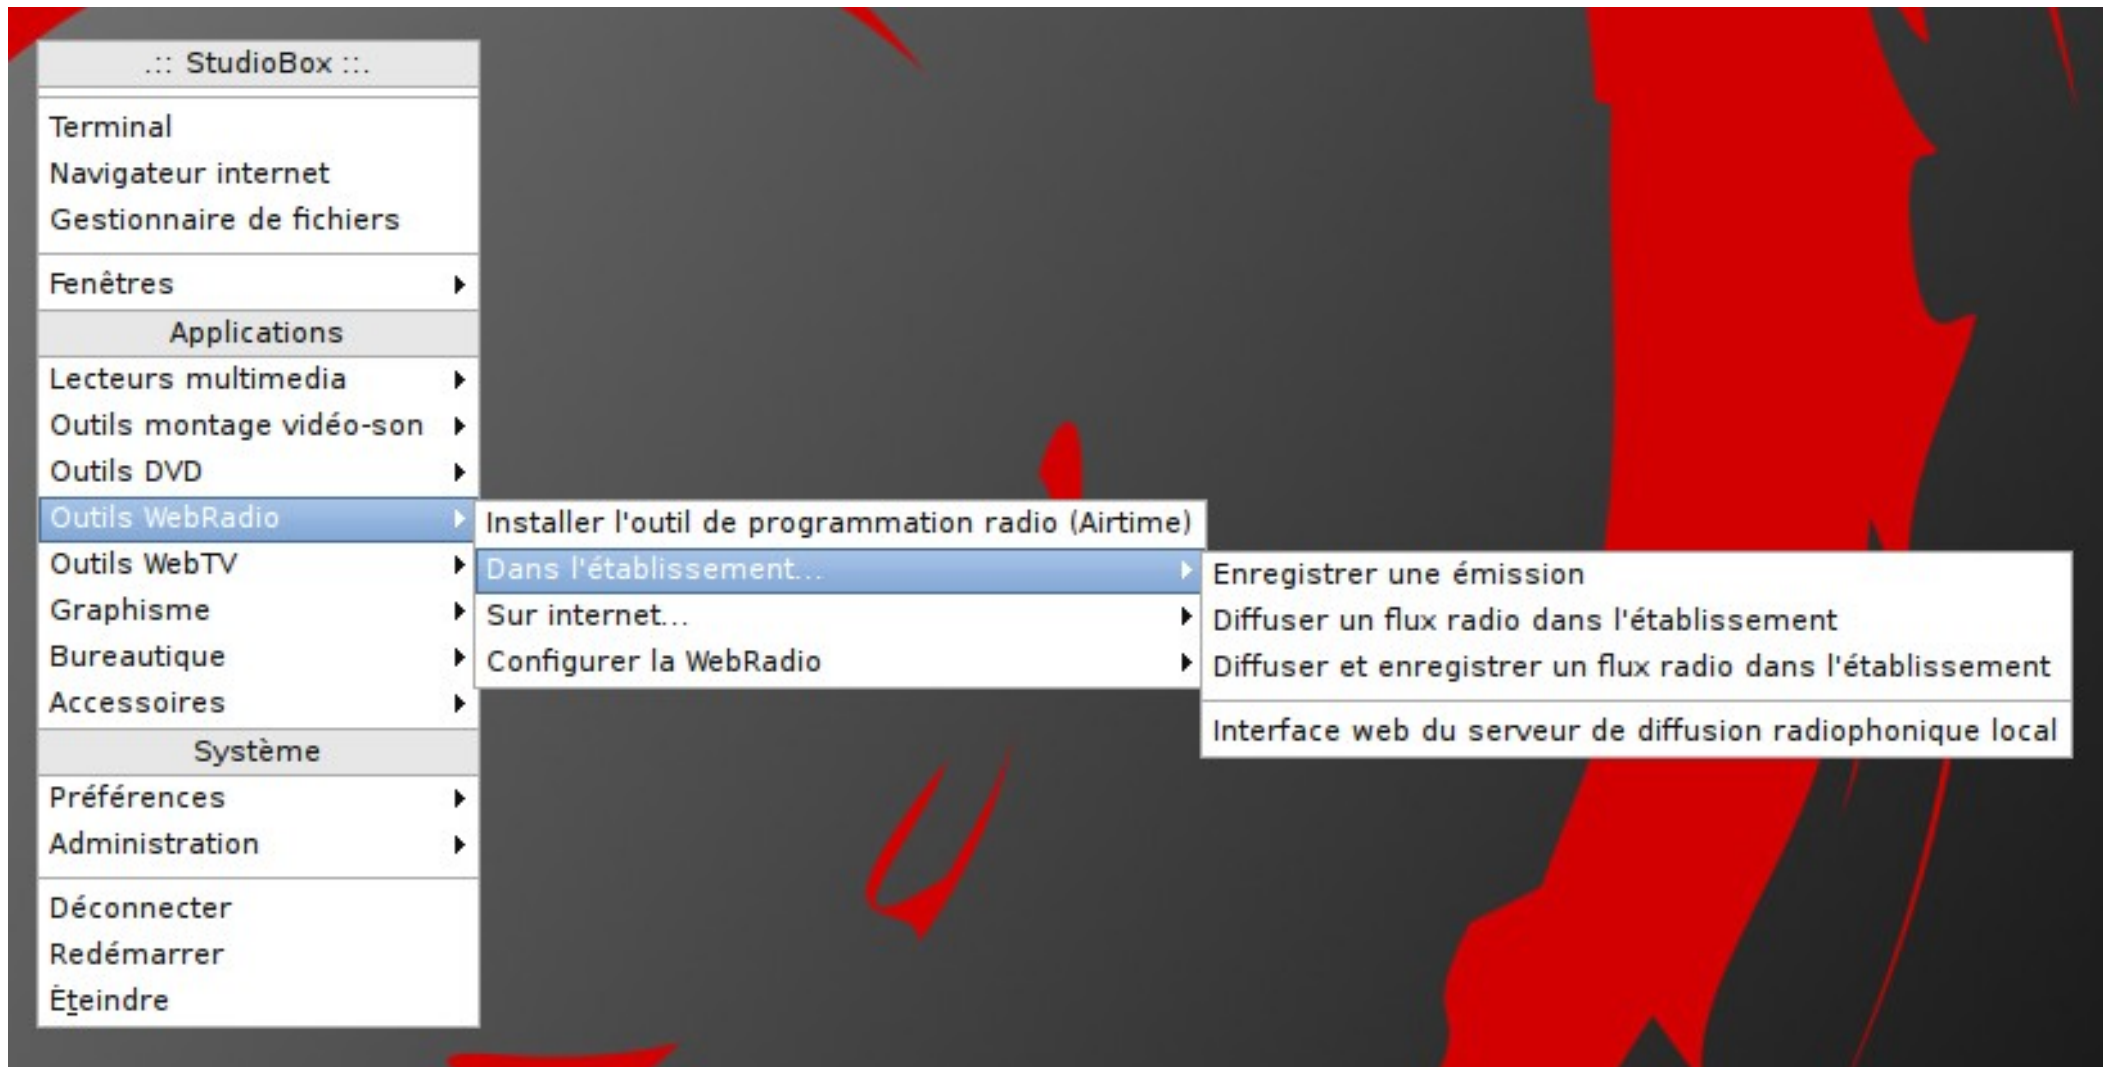 .:: StudioBox ::.
Terminal
Navigateur internet
Gestionnaire de fichiers
Fenêtres
Applications
Lecteurs multimedia
Outils montage vidéo-son
Outils DVD
Outils WebRadio
Outils WebTV
Graphisme
Bureautique
Accessoires
Système
Préférences
Administration
Déconnecter
Redémarrer
Éteindre
Installer l'outil de programmation radio (Airtime)
Dans l'établissement...
Sur internet...
Configurer la WebRadio
Enregistrer une émission
Diffuser un flux radio dans l'établissement
Diffuser et enregistrer un flux radio dans l'établissement
Interface web du serveur de diffusion radiophonique local